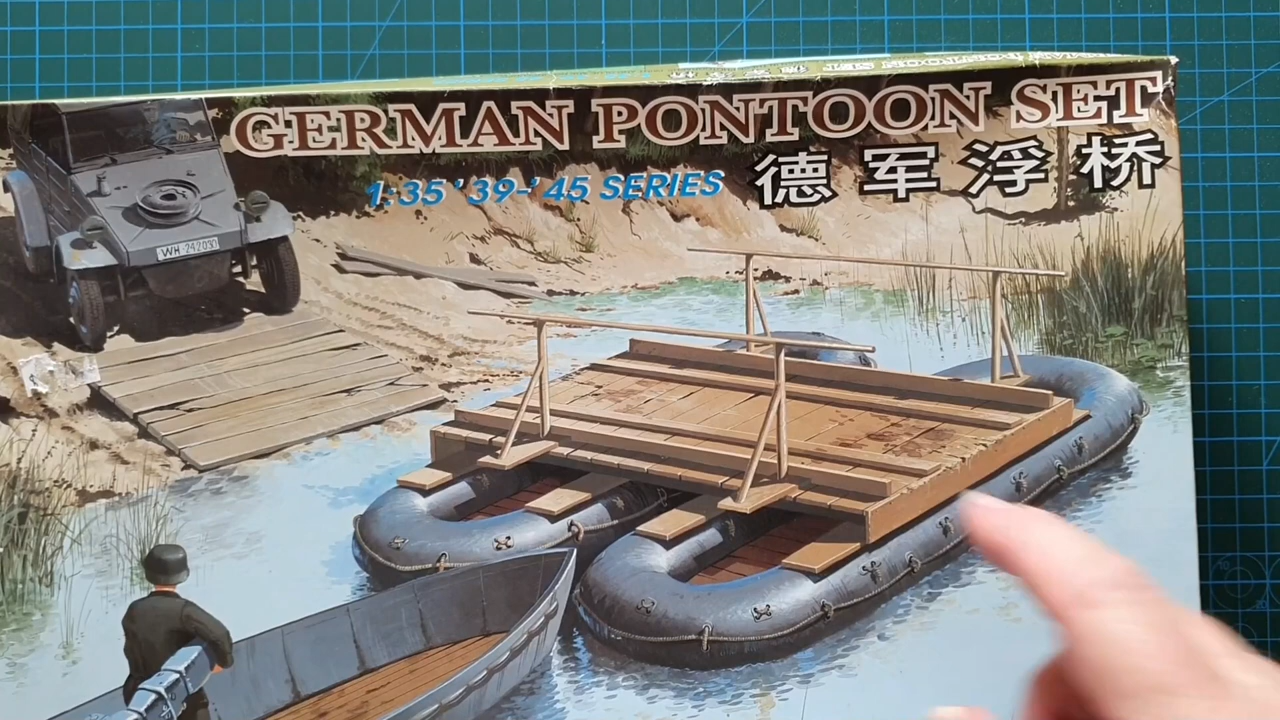 GERMAN PONTOON SET
1:35 '39-'45 SERIES
德军浮桥
WH-242030